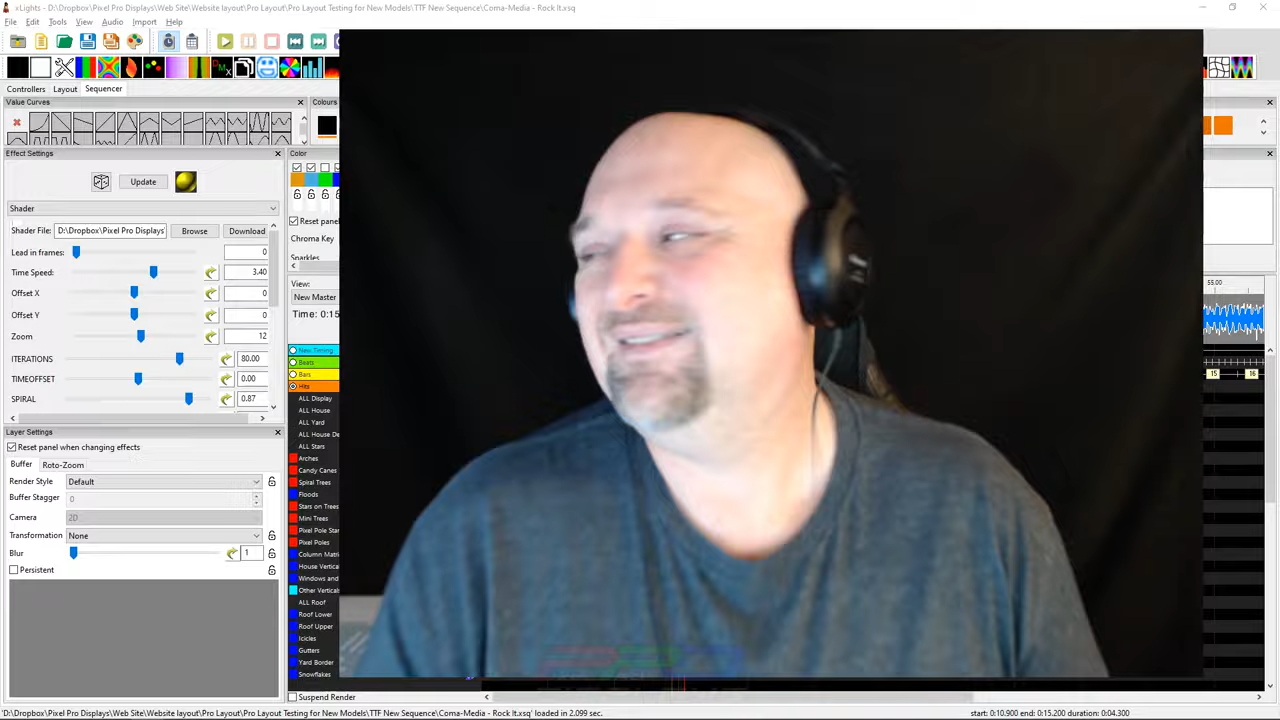 xLights - D:\Dropbox\Pixel Pro Displays\Web Site\Website layout\Pro Layout\Pro Layout Testing for New Models\TTF New Sequence\Coma-Media - Rock It.xsq
File Edit Tools View Audio Import Help
Controllers Layout Sequencer
Value Curves
Colours
Effect Settings
Color
Update
Shader
Shader File: D:\Dropbox\Pixel Pro Displays\ Browse Download
Reset pane
Lead in frames: 0
Chroma Key
Time Speed: 3.40
Sparkles
Offset X 0
View:
55.00
Offset Y 0
New Master
Time: 0:15
Zoom 12
ITERATIONS 80.00
TIMEOFFSET 0.00
SPIRAL 0.87
New Timing
Beats
Bars
15 16
Hits
ALL Display
ALL House
ALL Yard
ALL House De
ALL Stars
Arches
Candy Canes
Spiral Trees
Floods
Stars on Trees
Mini Trees
Pixel Pole Star
Pixel Poles
Column Matri
House Vertica
Windows and
Other Verticals
ALL Roof
Roof Lower
Roof Upper
Icicles
Gutters
Yard Border
Snowflakes
Layer Settings
Reset panel when changing effects
Buffer Roto-Zoom
Render Style Default
Buffer Stagger 0
Camera 2D
Transformation None
Blur 1
Persistent
Suspend Render
'D:\Dropbox\Pixel Pro Displays\Web Site\Website layout\Pro Layout\Pro Layout Testing for New Models\TTF New Sequence\Coma-Media - Rock It.xsq' loaded in 2.099 sec.
start: 0:10.900 end: 0:15.200 duration: 0:04.300